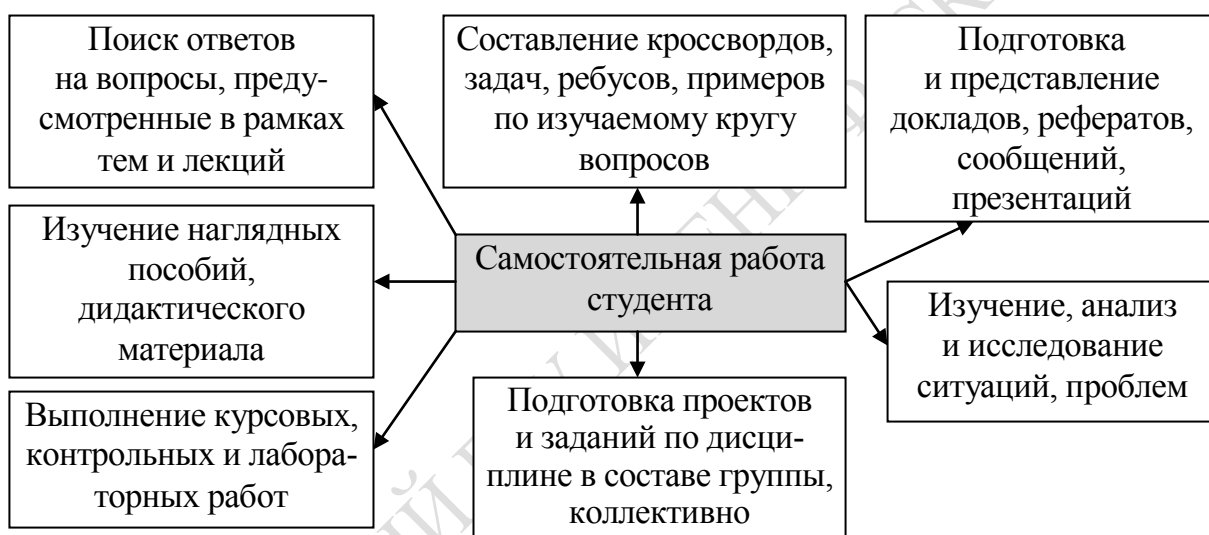 Поиск ответов
на вопросы, преду-
смотренные в рамках
тем и лекций
Составление кроссвордов,
задач, ребусов, примеров
по изучаемому кругу
вопросов
Подготовка
и представление
докладов, рефератов,
сообщений,
презентаций
Изучение наглядных
пособий,
дидактического
материала
Самостоятельная работа
студента
Изучение, анализ
и исследование
ситуаций, проблем
Выполнение курсовых,
контрольных и лабора-
торных работ
Подготовка проектов
и заданий по дисци-
плине в составе группы,
коллективно